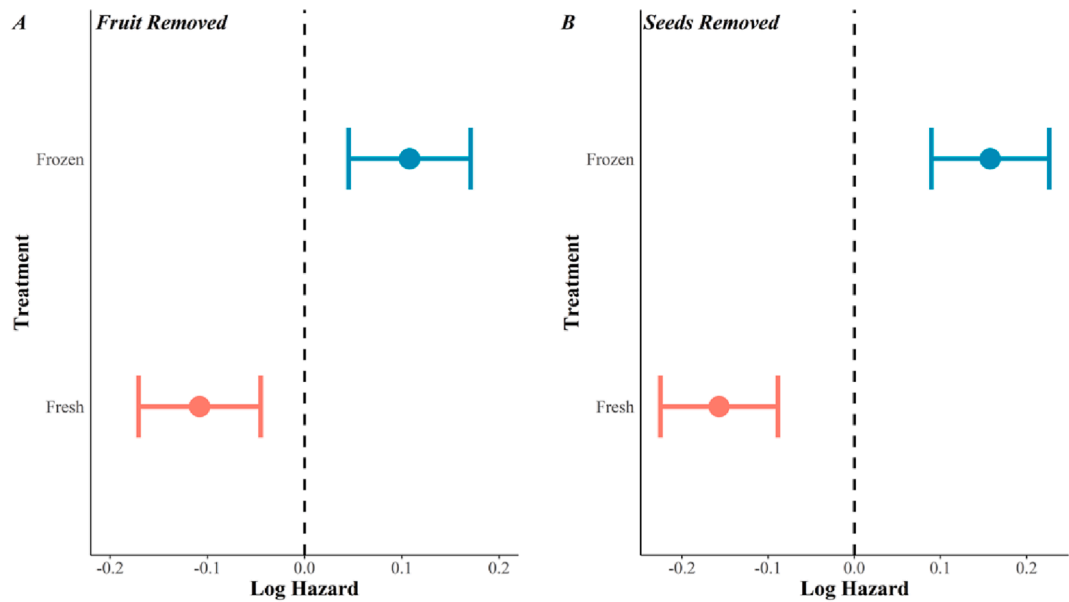 A Fruit Removed
Treatment
Frozen
Fresh
-0.2 -0.1 0.0 0.1 0.2
Log Hazard
B Seeds Removed
Treatment
Frozen
Fresh
-0.2 -0.1 0.0 0.1 0.2
Log Hazard